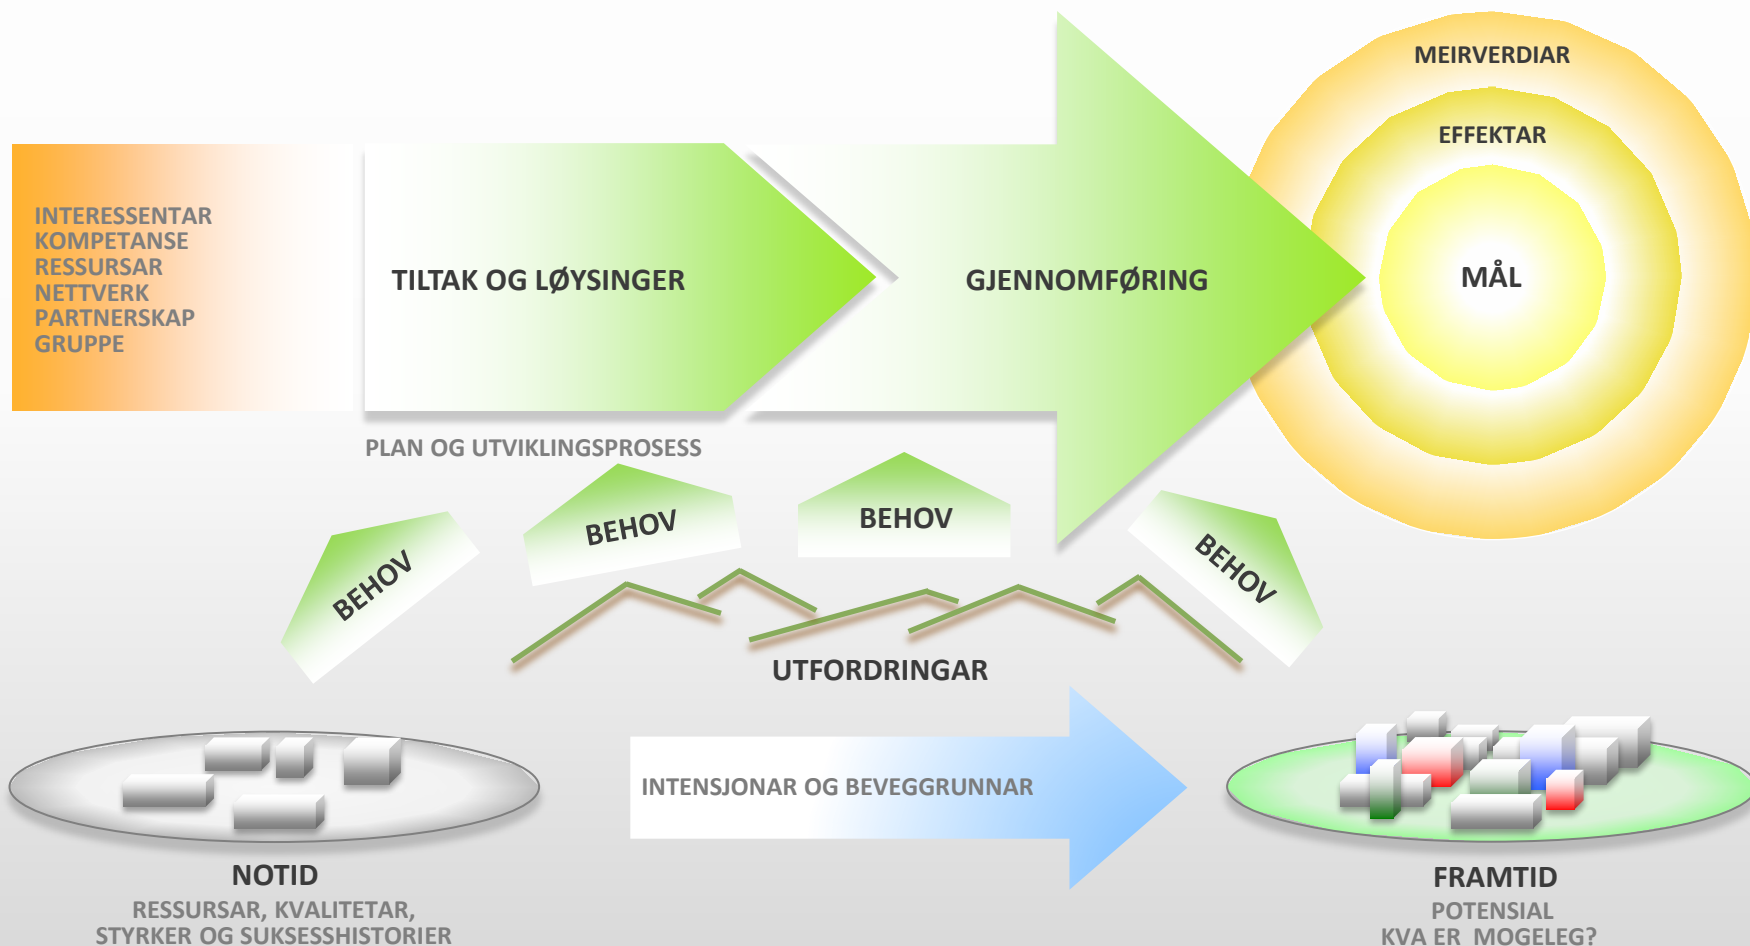 MEIRVERDIAR
EFFEKTAR
MÅL
INTERESSENTAR
KOMPETANSE
RESSURSAR
NETTVERK
PARTNERSKAP
GRUPPE
TILTAK OG LØYSINGER
GJENNOMFØRING
PLAN OG UTVIKLINGSPROSESS
BEHOV
BEHOV
BEHOV
BEHOV
UTFORDRINGAR
INTENSJONAR OG BEVEGGRUNNAR
NOTID
RESSURSAR, KVALITETAR,
STYRKER OG SUKSESSHISTORIER
FRAMTID
POTENSIAL
KVA ER MOGELEG?